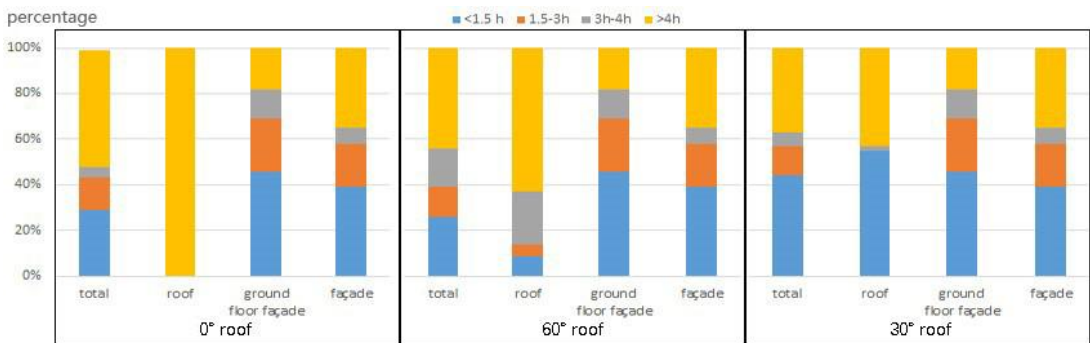 percentage
<1.5 h 1.5-3h 3h-4h >4h
100%
80%
60%
40%
20%
0%
total roof ground floor façade façade
0° roof
total roof ground floor façade façade
60° roof
total roof ground floor façade façade
30° roof